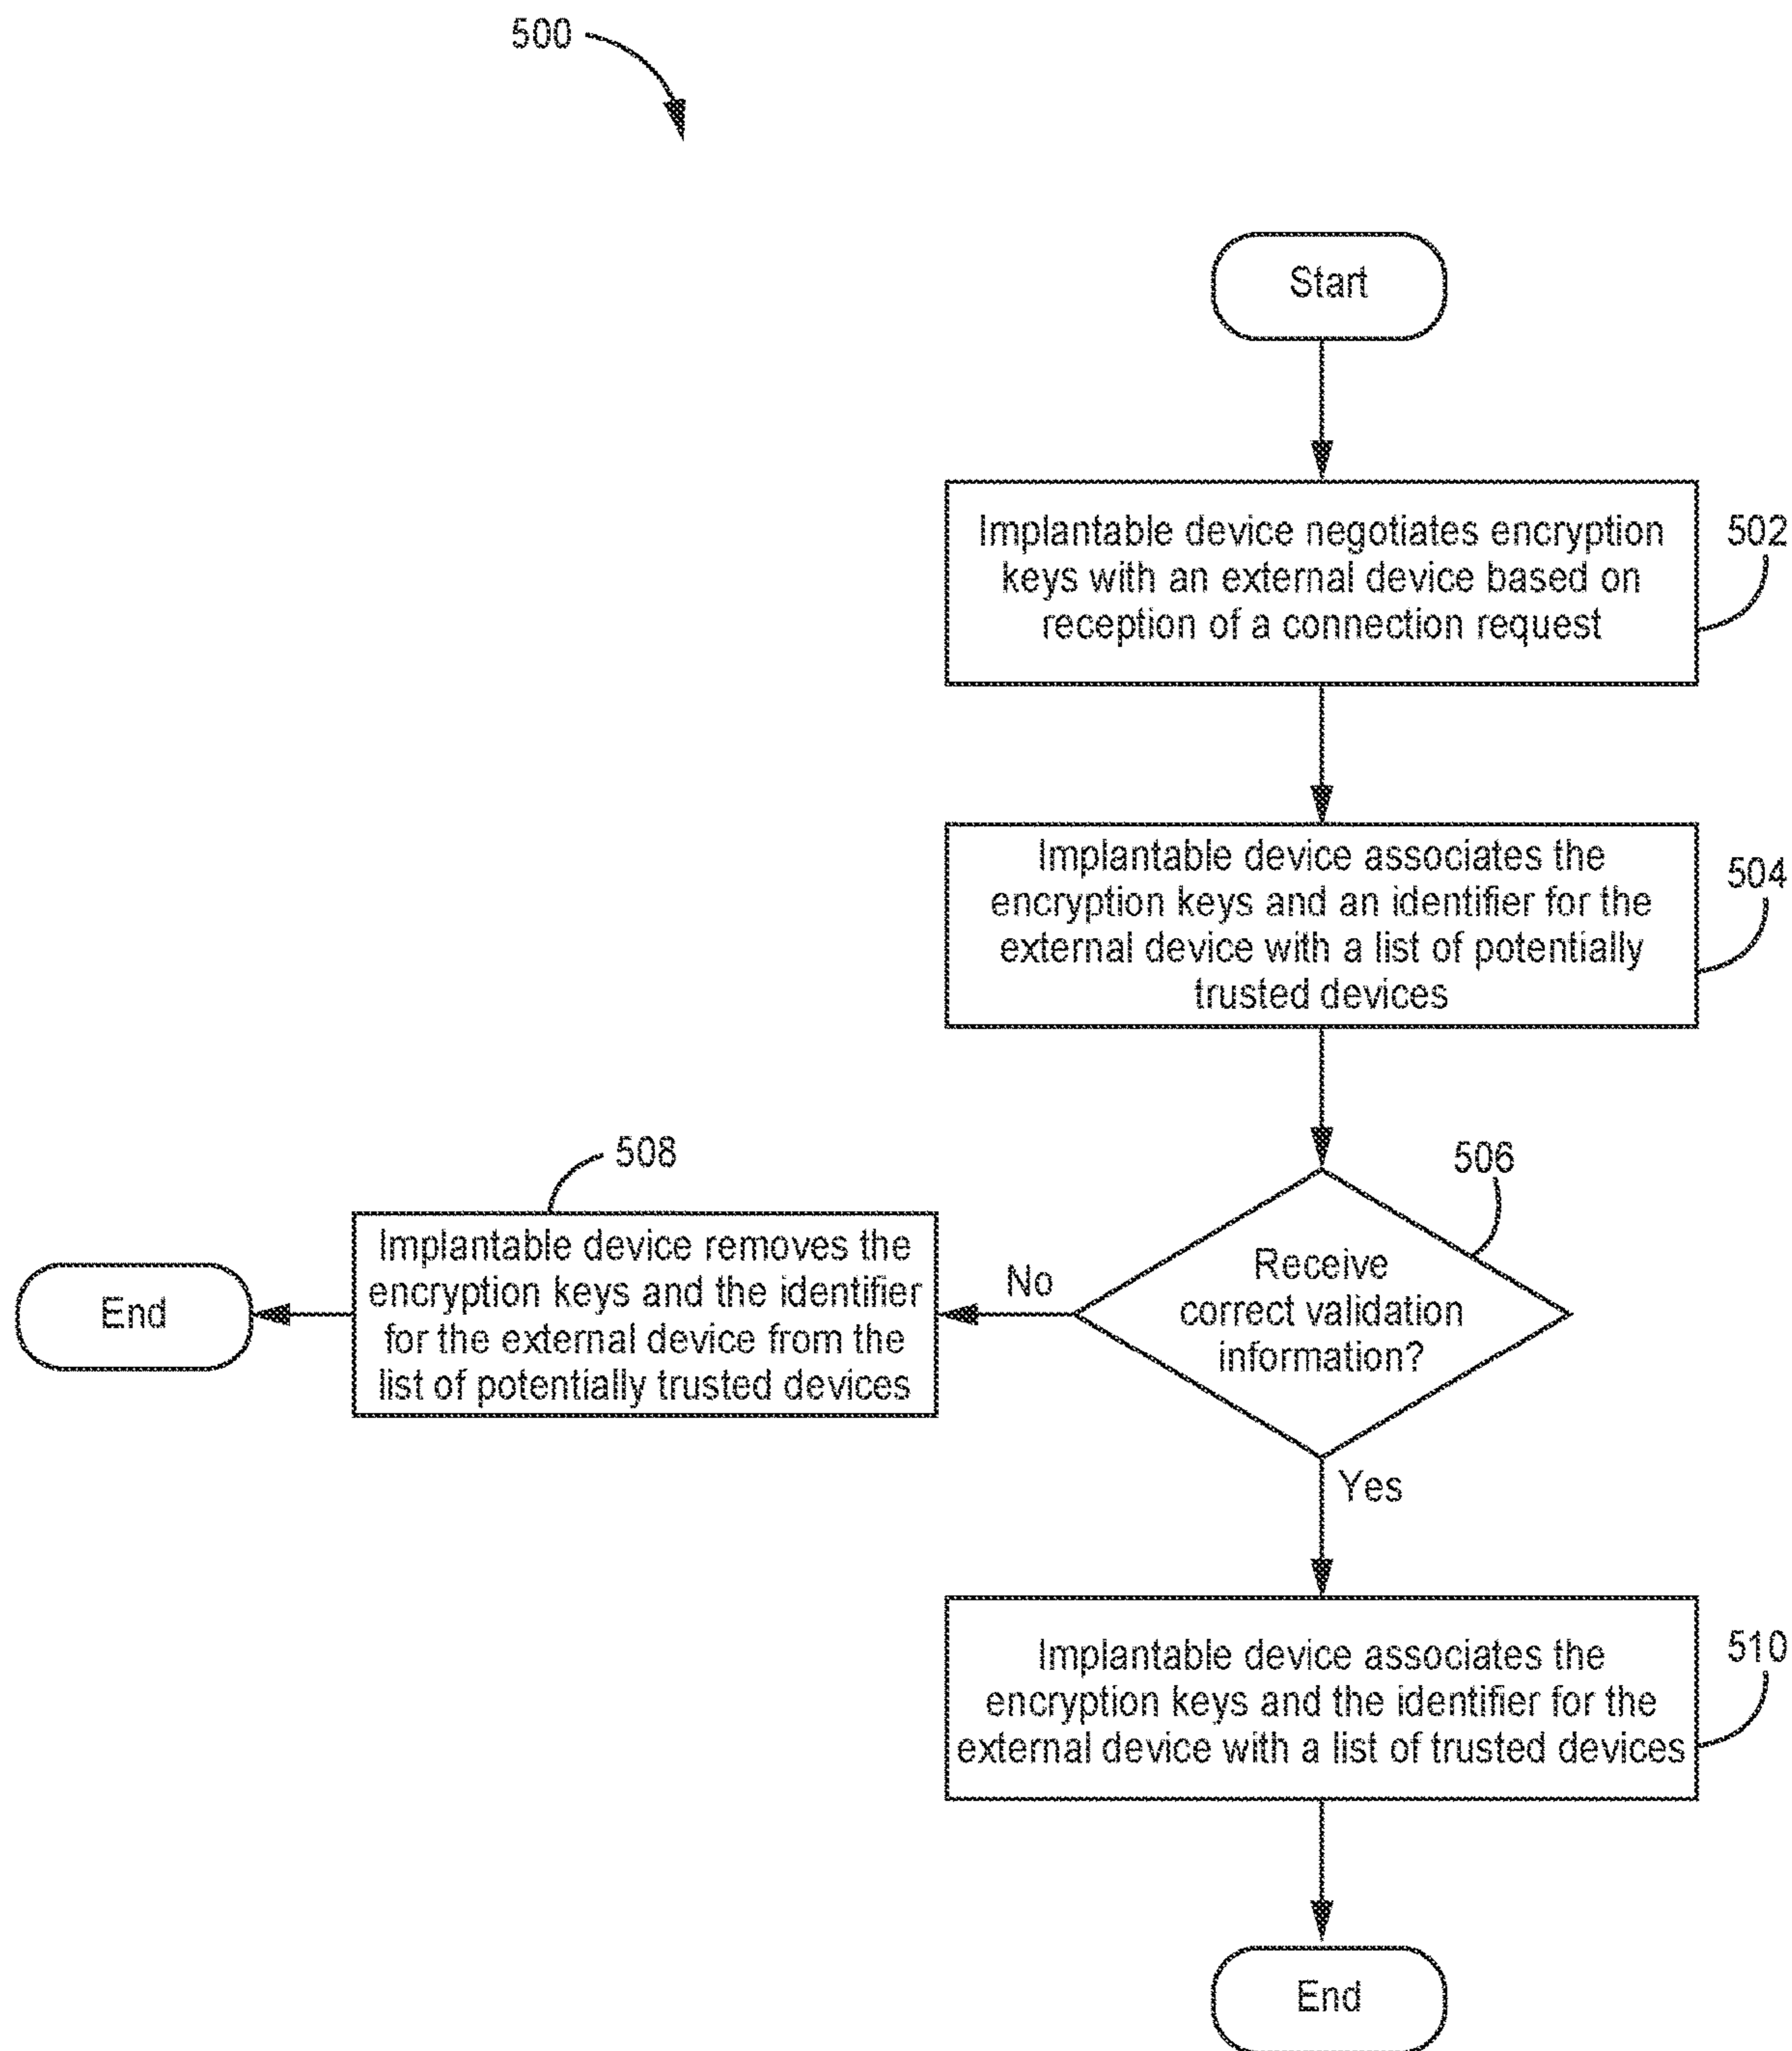 500
Start
Implantable device negotiates encryption
keys with an external device based on
reception of a connection request
502
Implantable device associates the
encryption keys and an identifier for the
external device with a list of potentially
trusted devices
504
506
Receive
correct validation
information?
No
508
Implantable device removes the
encryption keys and the identifier
for the external device from the
list of potentially trusted devices
End
Yes
Implantable device associates the
encryption keys and the identifier for the
external device with a list of trusted devices
510
End